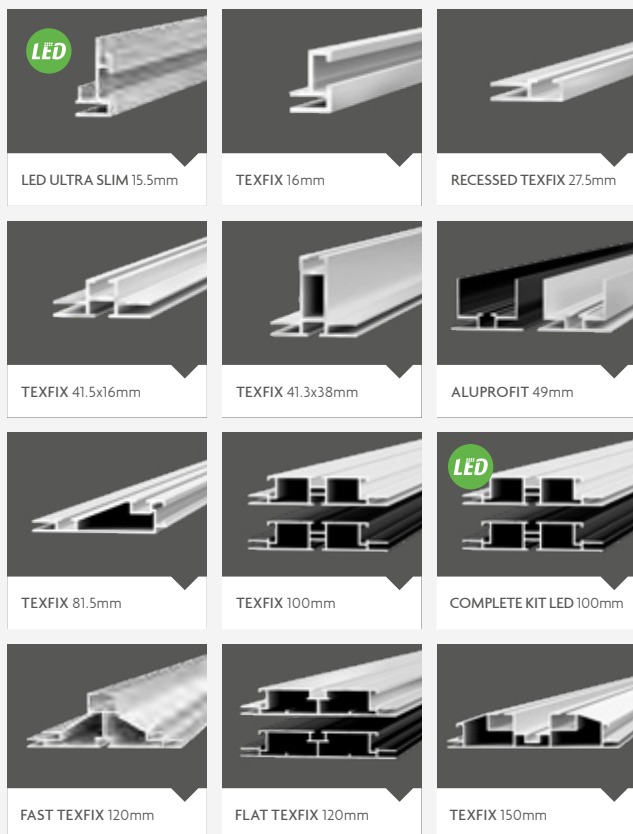 LED
LED ULTRA SLIM 15.5mm
TEXFIX 16mm
RECESSED TEXFIX 27.5mm
TEXFIX 41.5x16mm
TEXFIX 41.3x38mm
ALUPROFIT 49mm
LED
TEXFIX 81.5mm
TEXFIX 100mm
COMPLETE KIT LED 100mm
FAST TEXFIX 120mm
FLAT TEXFIX 120mm
TEXFIX 150mm